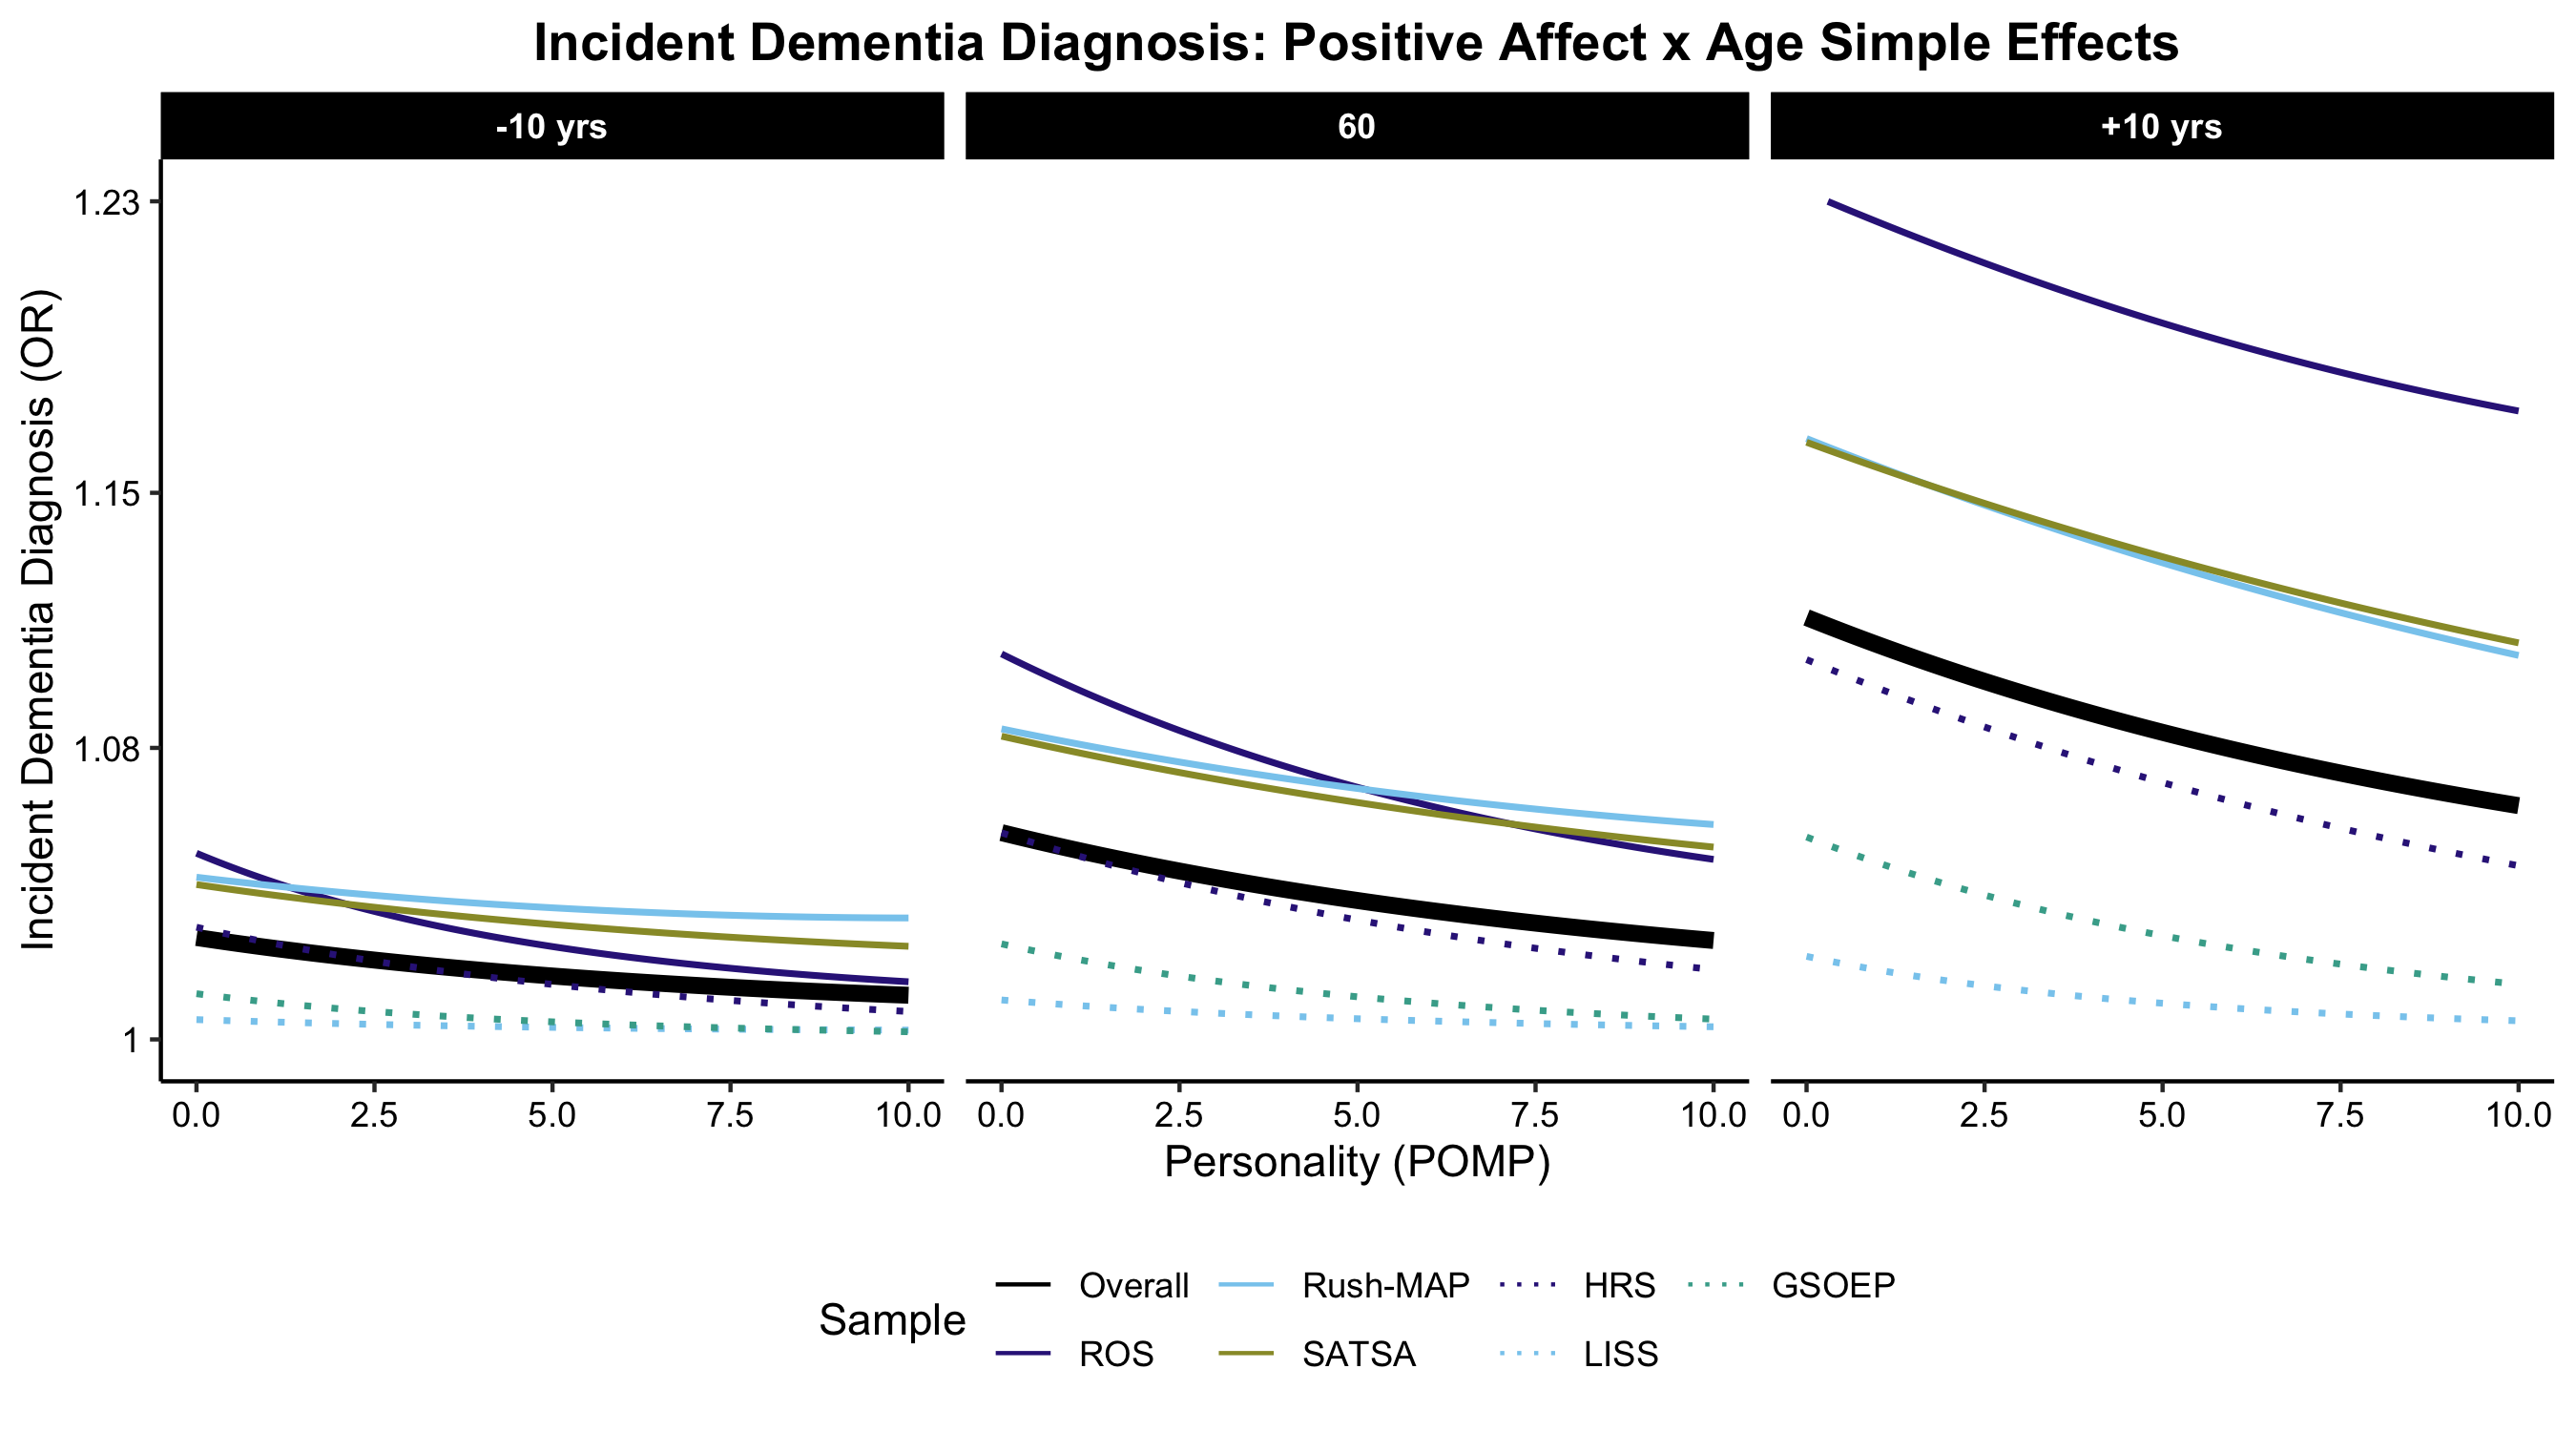 Incident Dementia Diagnosis: Positive Affect x Age Simple Effects
-10 yrs 60 +10 yrs
Incident Dementia Diagnosis (OR)
1.23
1.15
1.08
1
0.0 2.5 5.0 7.5 10.0 0.0 2.5 5.0 7.5 10.0 0.0 2.5 5.0 7.5 10.0
Personality (POMP)
Sample
Overall Rush-MAP HRS GSOEP
ROS SATSA LISS